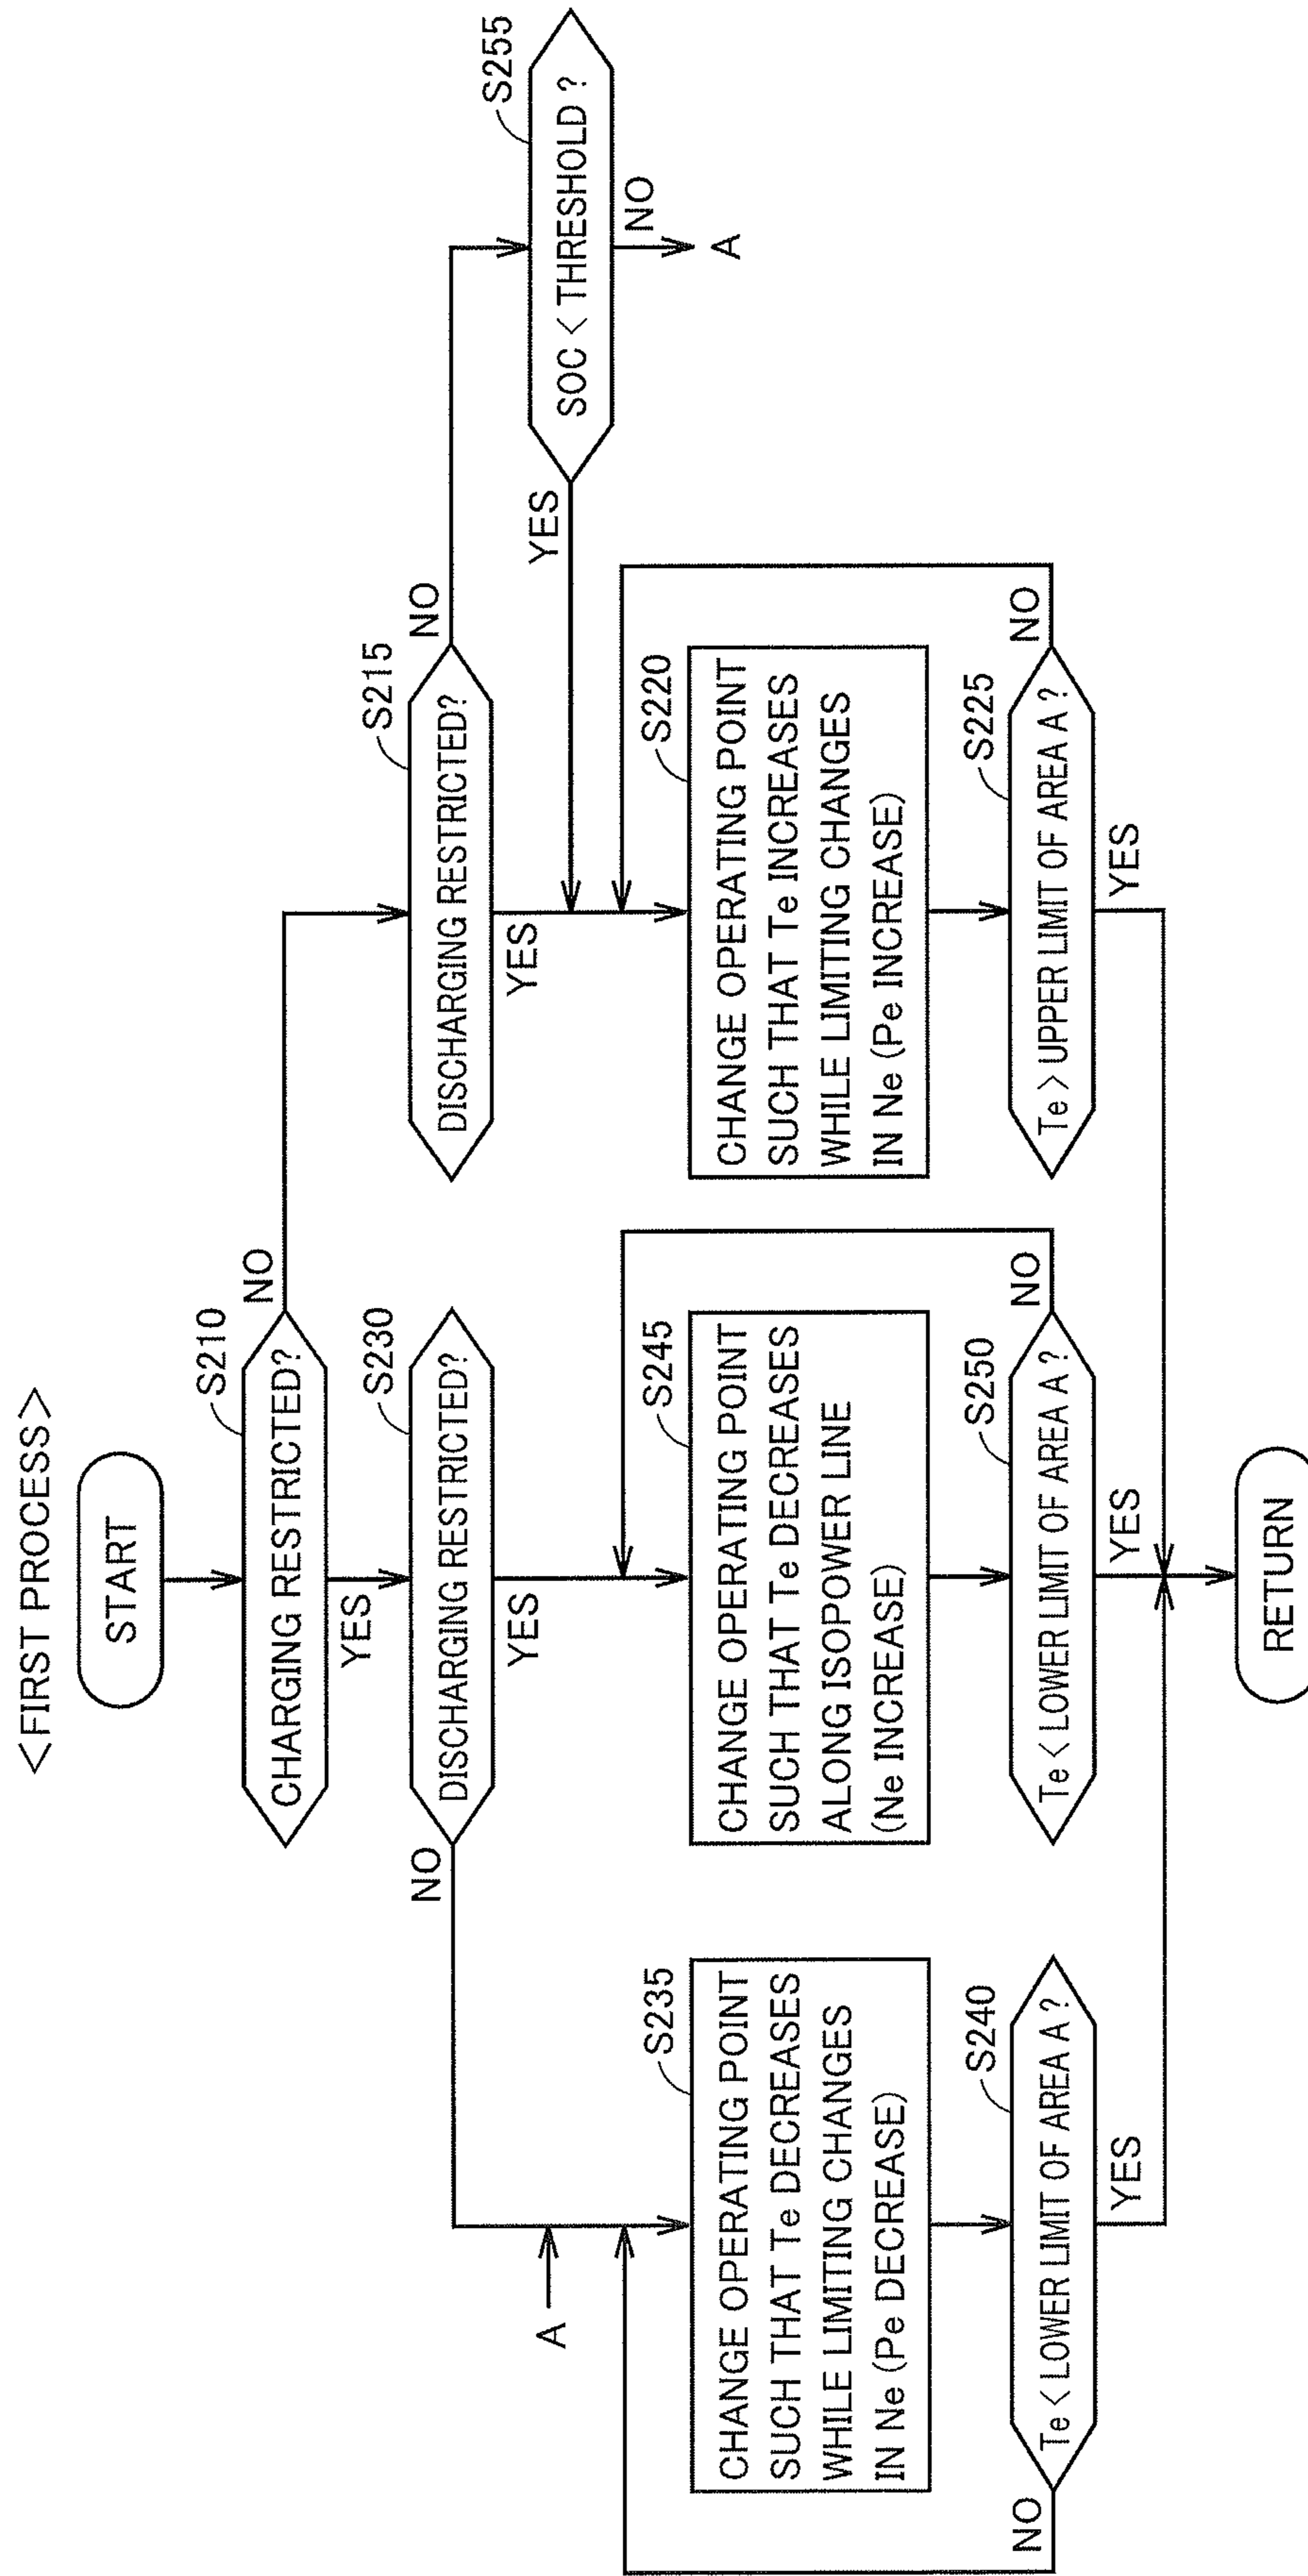 <FIRST PROCESS>
START
S210
CHARGING RESTRICTED?
NO
YES
S230
DISCHARGING RESTRICTED?
NO
YES
S215
DISCHARGING RESTRICTED?
NO
YES
S255
SOC < THRESHOLD ?
YES
NO
A
A
S235
CHANGE OPERATING POINT
SUCH THAT Te DECREASES
WHILE LIMITING CHANGES
IN Ne (Pe DECREASE)
S245
CHANGE OPERATING POINT
SUCH THAT Te DECREASES
ALONG ISOPOWER LINE
(Ne INCREASE)
S220
CHANGE OPERATING POINT
SUCH THAT Te INCREASES
WHILE LIMITING CHANGES
IN Ne (Pe INCREASE)
S240
Te < LOWER LIMIT OF AREA A ?
NO
YES
S250
Te < LOWER LIMIT OF AREA A ?
NO
YES
S225
Te > UPPER LIMIT OF AREA A ?
NO
YES
RETURN